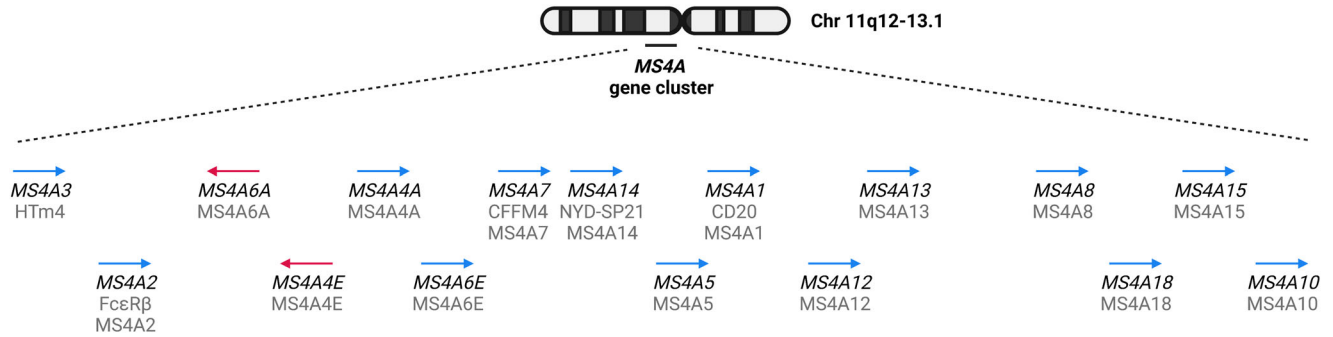 Chr 11q12-13.1
MS4A
gene cluster
MS4A3
HTm4
MS4A6A
MS4A6A
MS4A4A
MS4A4A
MS4A7
CFFM4
MS4A7
MS4A14
NYD-SP21
MS4A14
MS4A1
CD20
MS4A1
MS4A13
MS4A13
MS4A8
MS4A8
MS4A15
MS4A15
MS4A2
FcεRβ
MS4A2
MS4A4E
MS4A4E
MS4A6E
MS4A6E
MS4A5
MS4A5
MS4A12
MS4A12
MS4A18
MS4A18
MS4A10
MS4A10